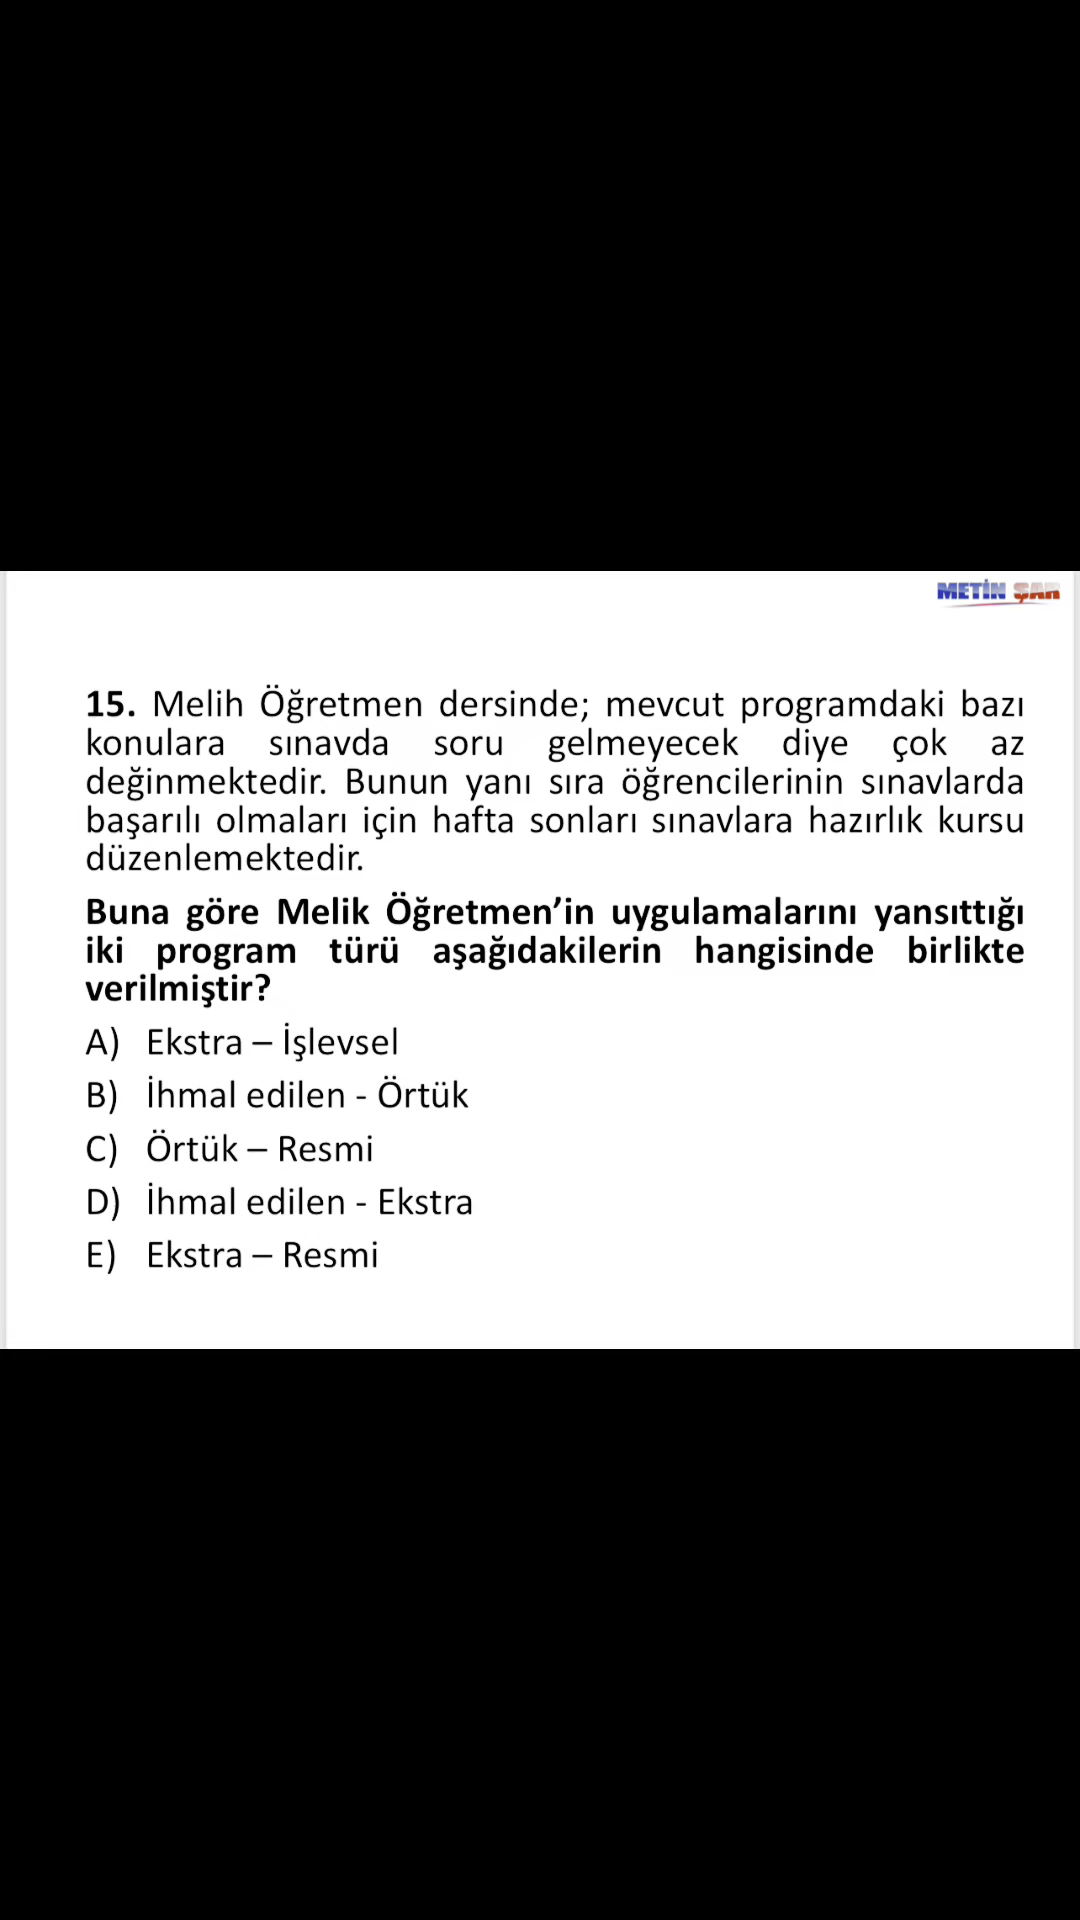 METİN ŞAR
15. Melih Öğretmen dersinde; mevcut programdaki bazı
konulara sınavda soru gelmeyecek diye çok az
değinmektedir. Bunun yanı sıra öğrencilerinin sınavlarda
başarılı olmaları için hafta sonları sınavlara hazırlık kursu
düzenlemektedir.
Buna göre Melik Öğretmen’in uygulamalarını yansıttığı
iki program türü aşağıdakilerin hangisinde birlikte
verilmiştir?
A) Ekstra – İşlevsel
B) İhmal edilen - Örtük
C) Örtük – Resmi
D) İhmal edilen - Ekstra
E) Ekstra – Resmi